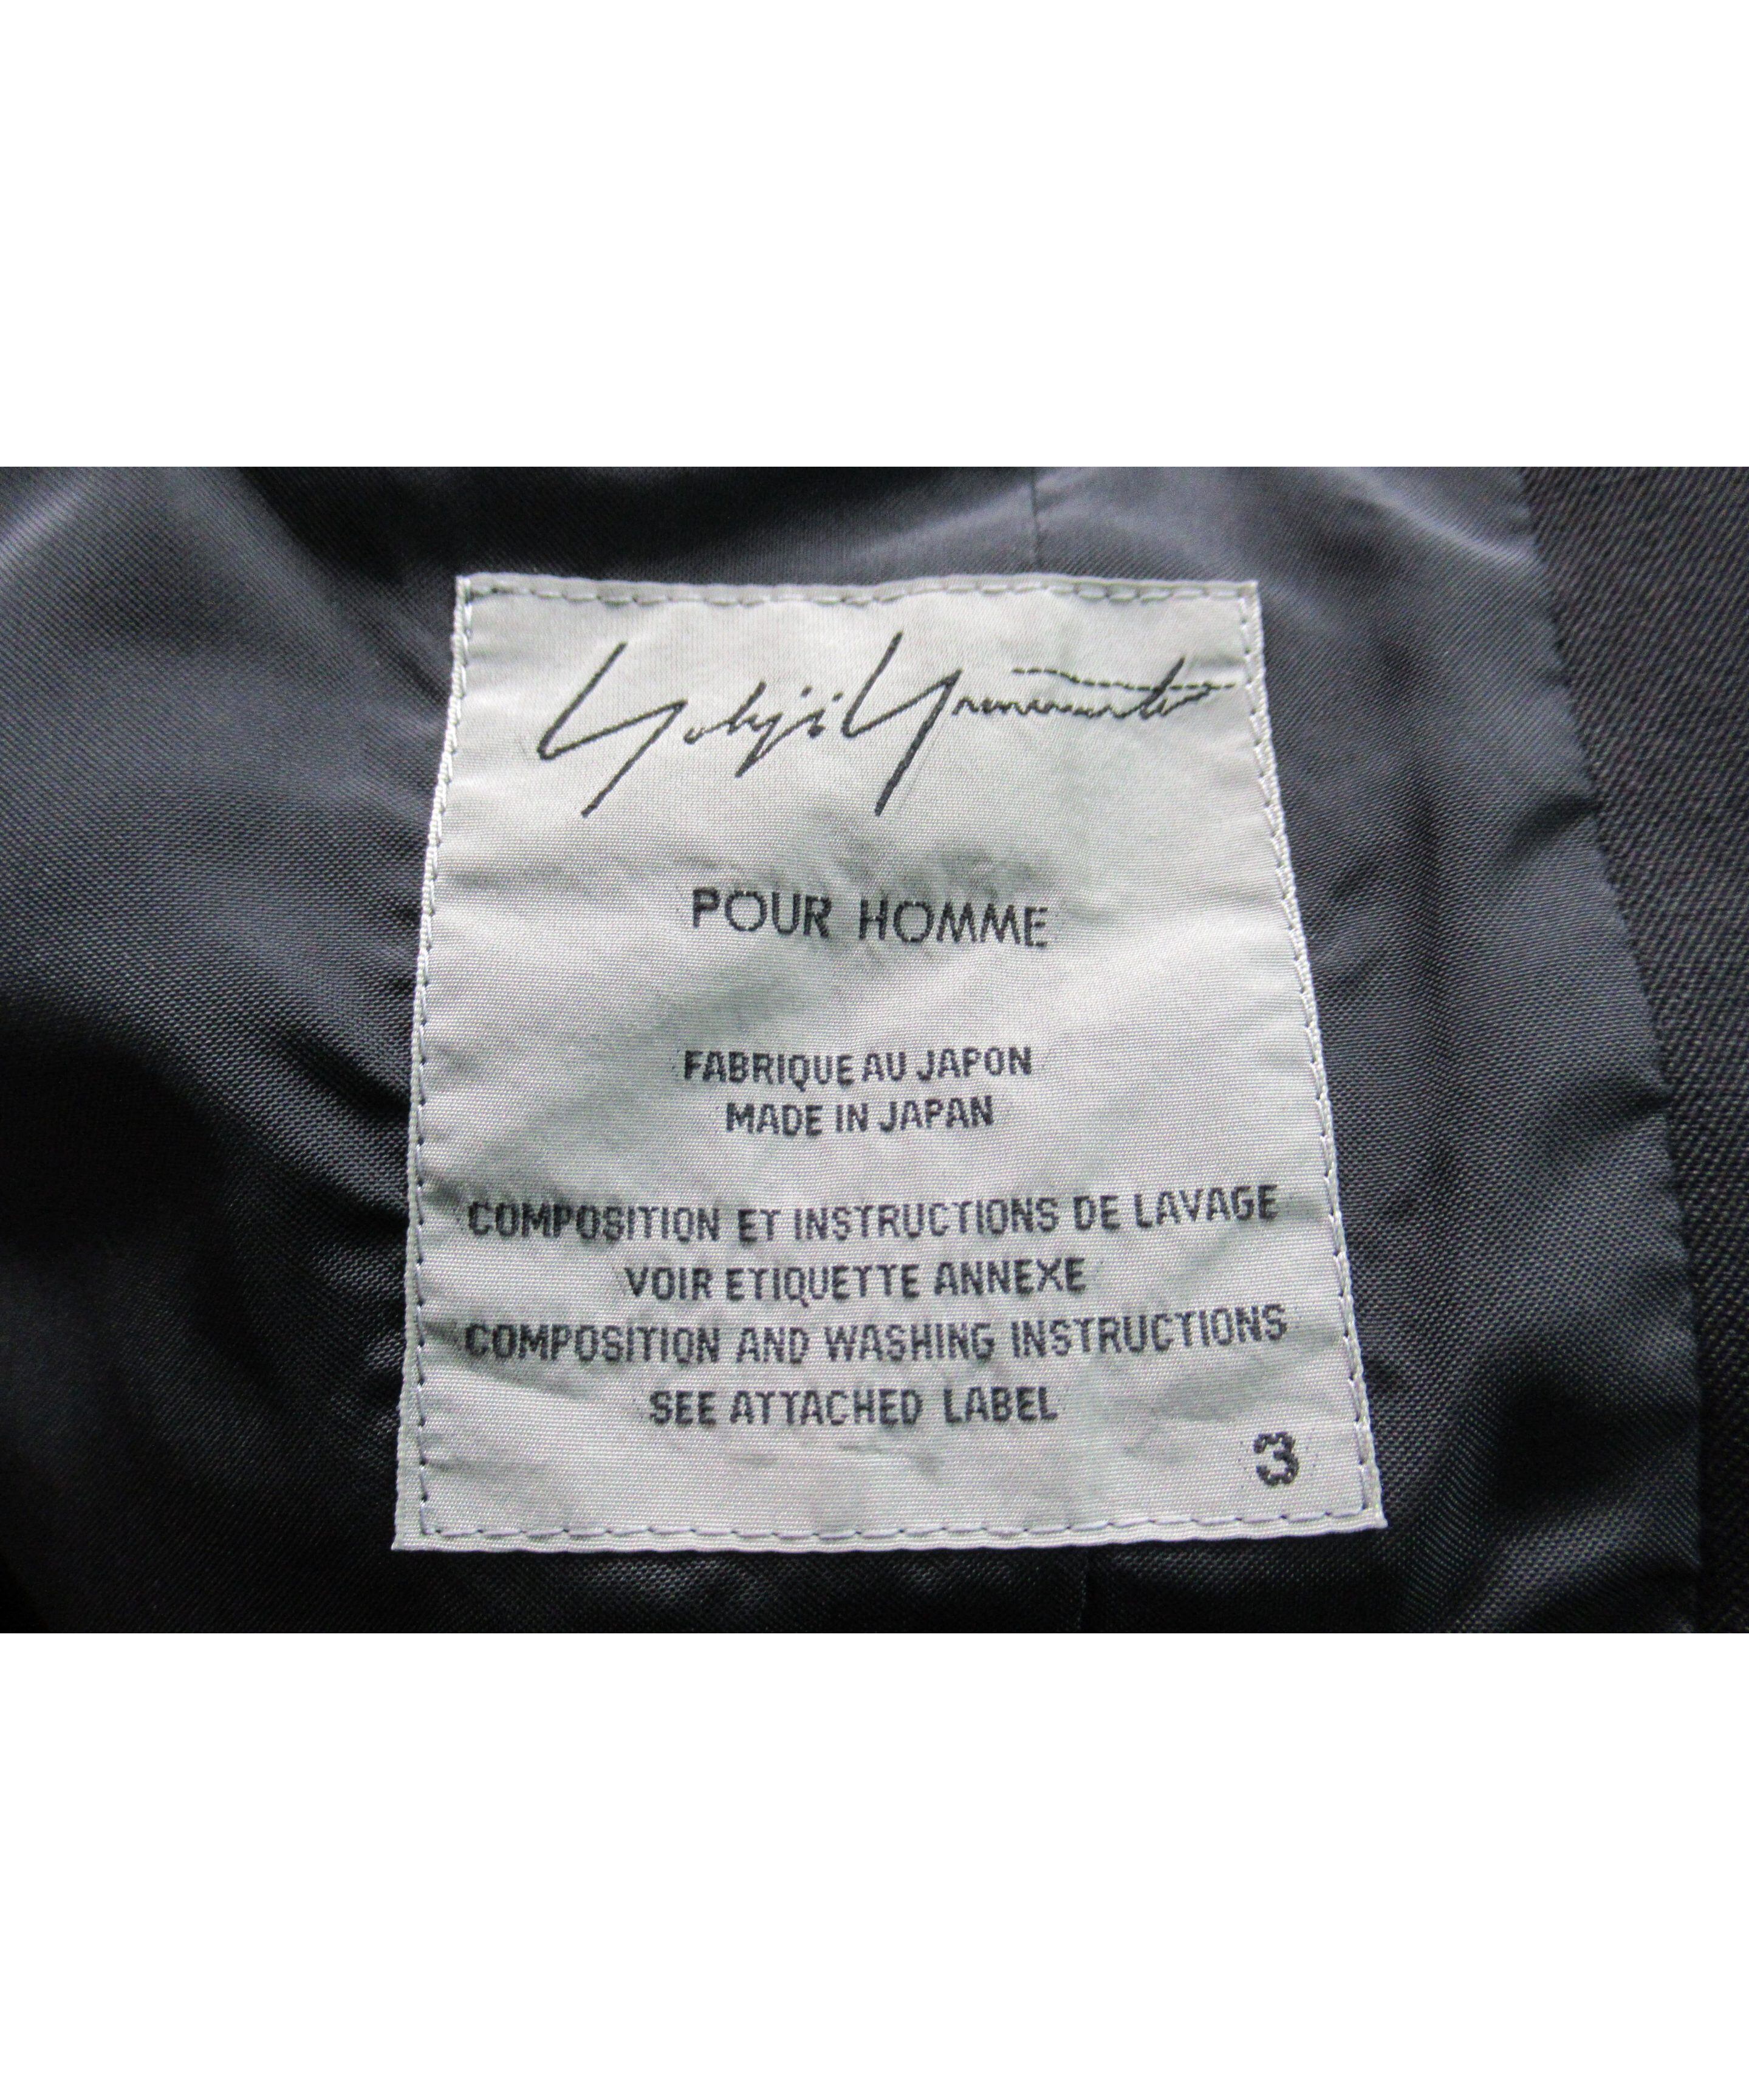 Yohji Yamamoto
POUR HOMME
FABRIQUE AU JAPON
MADE IN JAPAN
COMPOSITION ET INSTRUCTIONS DE LAVAGE
VOIR ETIQUETTE ANNEXE
COMPOSITION AND WASHING INSTRUCTIONS
SEE ATTACHED LABEL
3